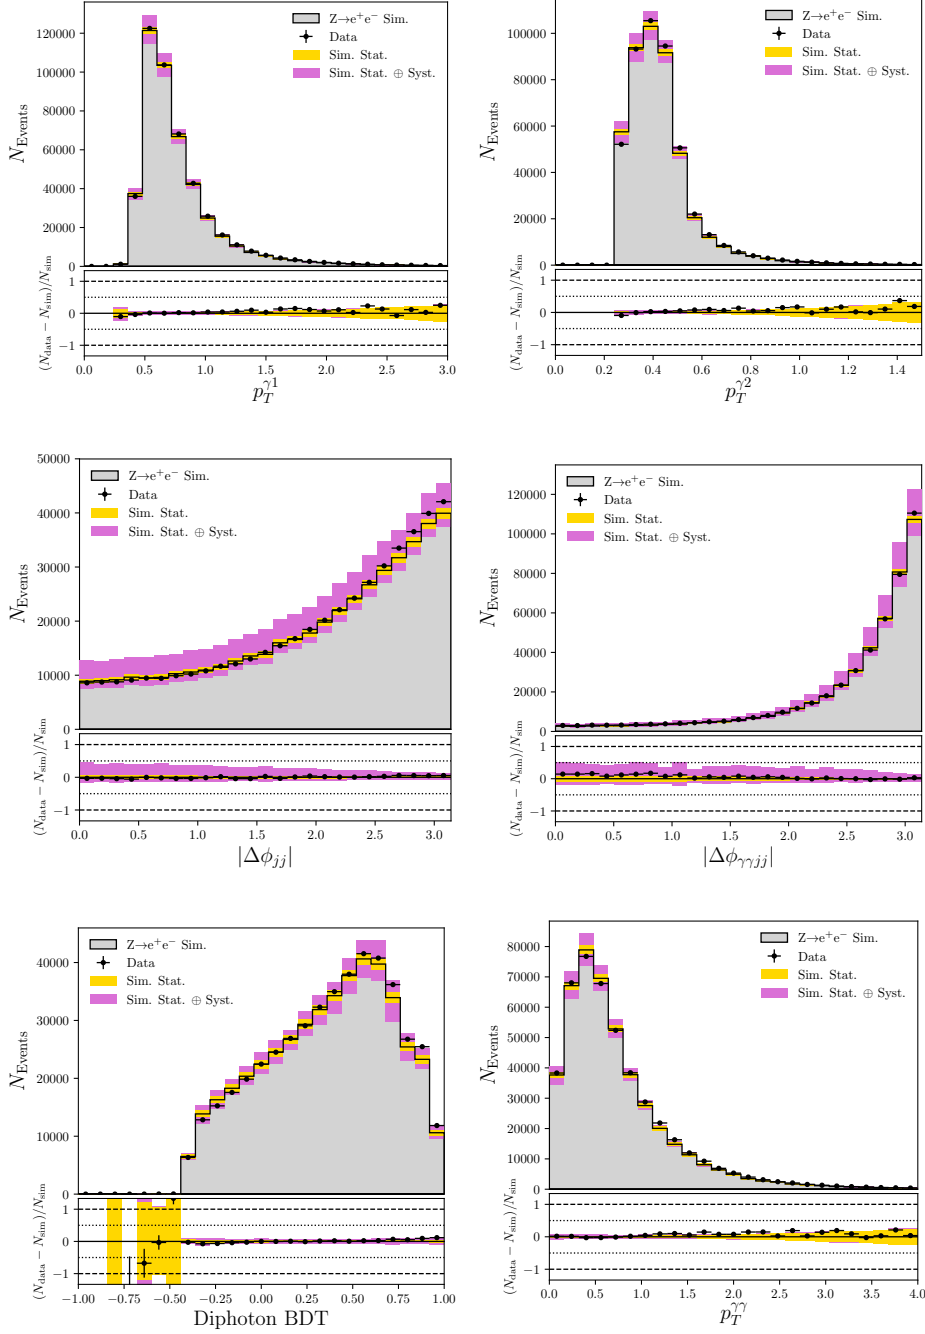 120000
100000
80000
60000
40000
20000
0
N_Events
Z→e⁺e⁻ Sim.
Data
Sim. Stat.
Sim. Stat. ⊕ Syst.
1
0
−1
(N_data − N_sim)/N_sim
0.0 0.5 1.0 1.5 2.0 2.5 3.0
p_T^γ1
100000
80000
60000
40000
20000
0
N_Events
Z→e⁺e⁻ Sim.
Data
Sim. Stat.
Sim. Stat. ⊕ Syst.
1
0
−1
(N_data − N_sim)/N_sim
0.0 0.2 0.4 0.6 0.8 1.0 1.2 1.4
p_T^γ2
50000
40000
30000
20000
10000
0
N_Events
Z→e⁺e⁻ Sim.
Data
Sim. Stat.
Sim. Stat. ⊕ Syst.
1
0
−1
(N_data − N_sim)/N_sim
0.0 0.5 1.0 1.5 2.0 2.5 3.0
|Δϕ_jj|
120000
100000
80000
60000
40000
20000
0
N_Events
Z→e⁺e⁻ Sim.
Data
Sim. Stat.
Sim. Stat. ⊕ Syst.
1
0
−1
(N_data − N_sim)/N_sim
0.0 0.5 1.0 1.5 2.0 2.5 3.0
|Δϕ_γγjj|
40000
30000
20000
10000
0
N_Events
Z→e⁺e⁻ Sim.
Data
Sim. Stat.
Sim. Stat. ⊕ Syst.
1
0
−1
(N_data − N_sim)/N_sim
−1.00 −0.75 −0.50 −0.25 0.00 0.25 0.50 0.75 1.00
Diphoton BDT
80000
70000
60000
50000
40000
30000
20000
10000
0
N_Events
Z→e⁺e⁻ Sim.
Data
Sim. Stat.
Sim. Stat. ⊕ Syst.
1
0
−1
(N_data − N_sim)/N_sim
0.0 0.5 1.0 1.5 2.0 2.5 3.0 3.5 4.0
p_T^γγ